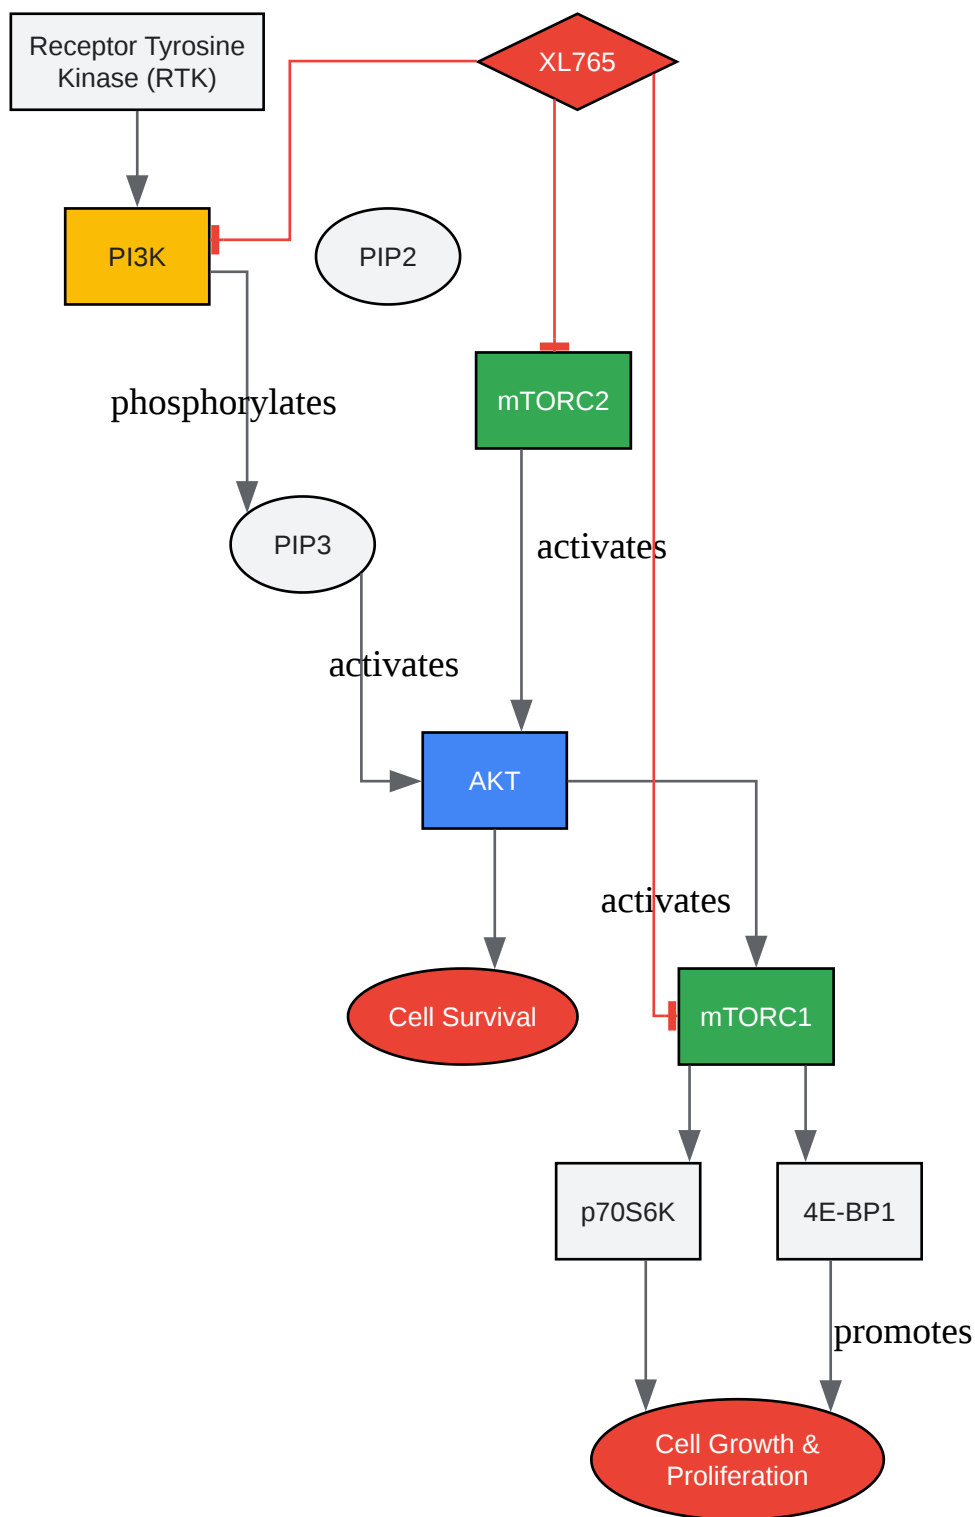 Receptor Tyrosine
Kinase (RTK)
XL765
PI3K
PIP2
phosphorylates
mTORC2
PIP3
activates
activates
AKT
activates
Cell Survival
mTORC1
p70S6K
4E-BP1
promotes
Cell Growth &
Proliferation